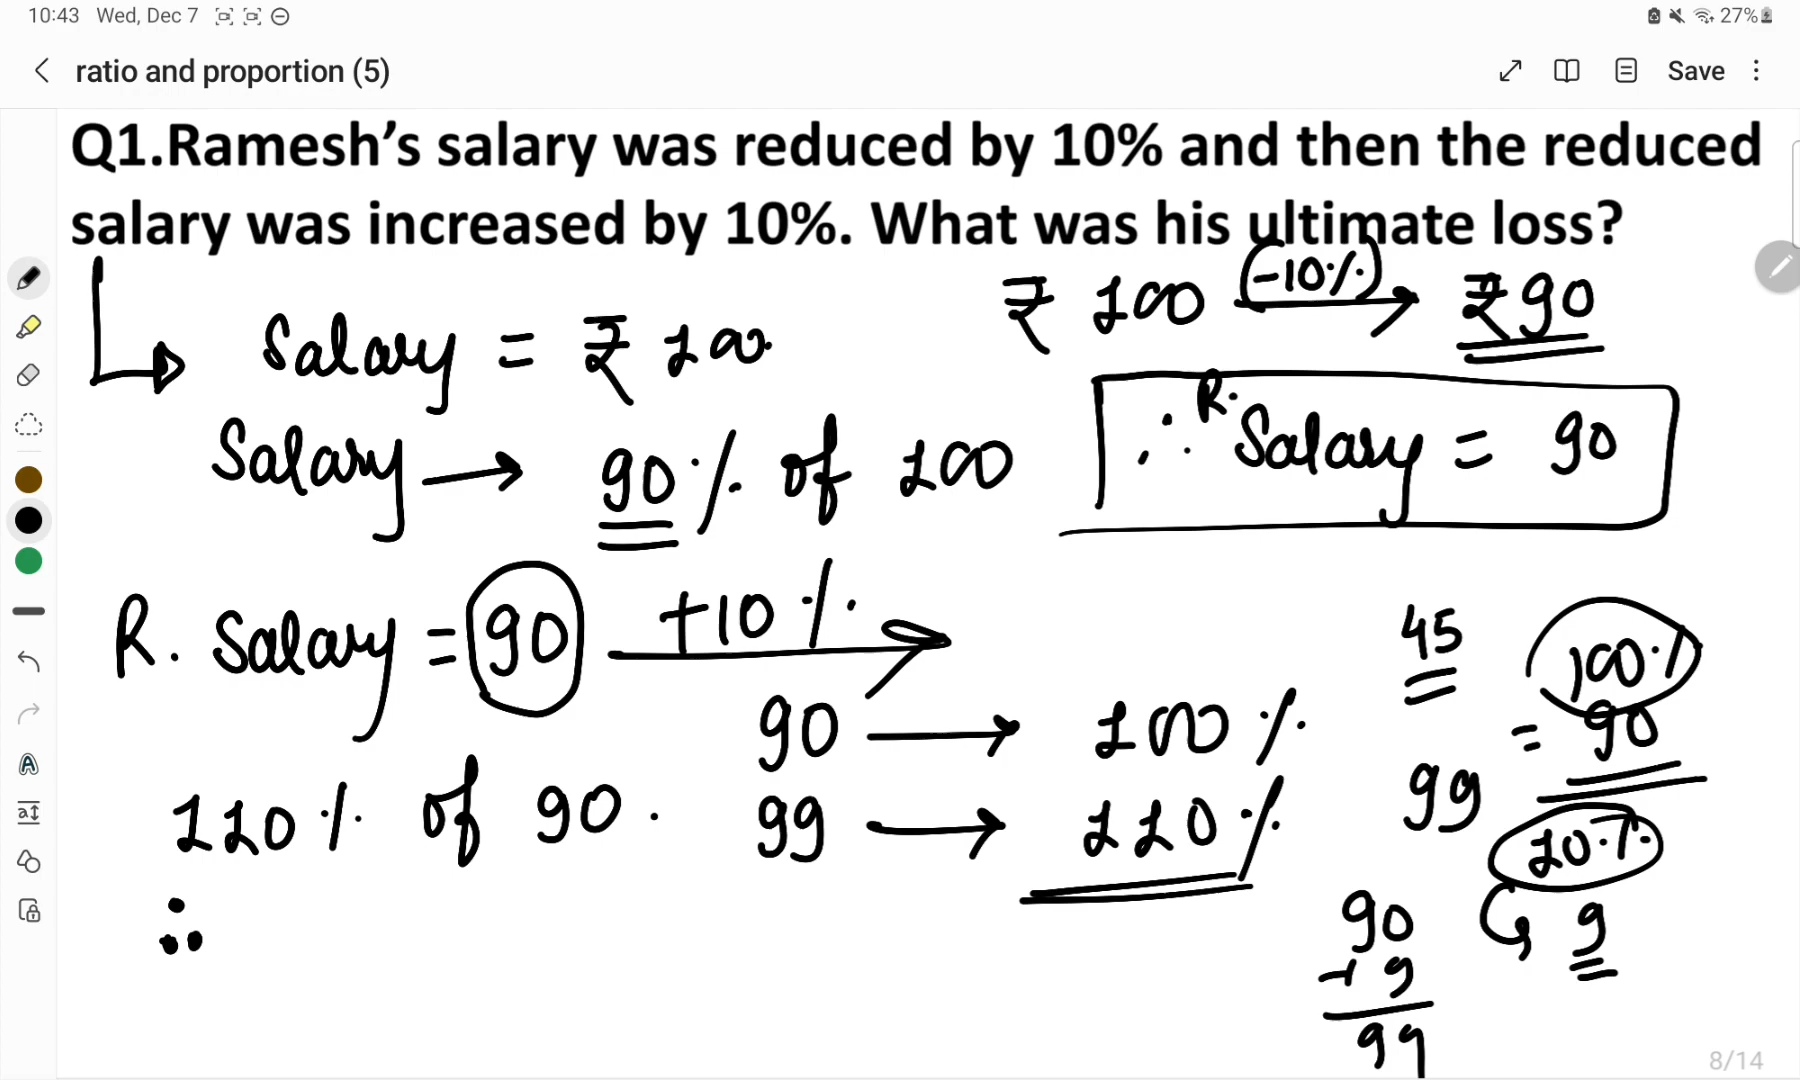 10:43 Wed, Dec 7 27%
ratio and proportion (5) Save
Q1.Ramesh's salary was reduced by 10% and then the reduced
salary was increased by 10%. What was his ultimate loss?
₹ 100 (-10%) → ₹90
Salary = ₹ 100
Salary → 90% of 100
∴ R. Salary = 90
R. Salary = 90 +10%
45 100%
= 90
90 → 100%
110% of 90. 99 → 110%
99 10%
9
∴
90
+9
99
8/14